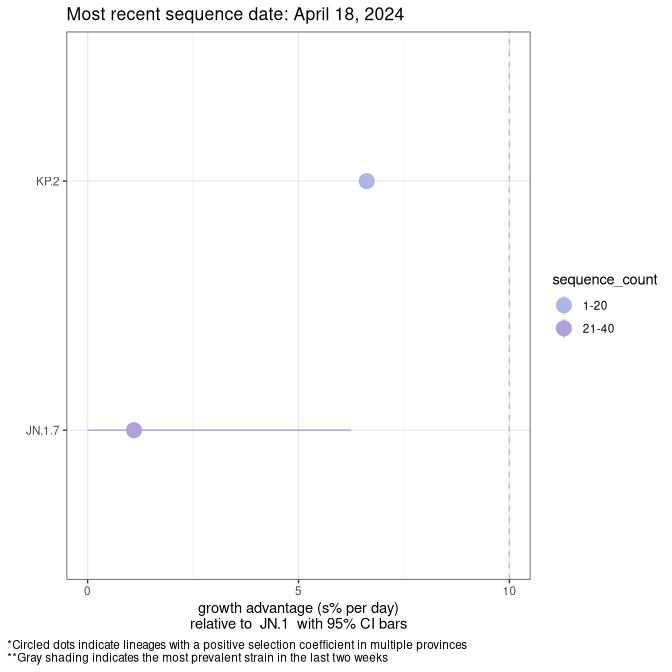 Most recent sequence date: April 18, 2024
KP.2
JN.1.7
sequence_count
1-20
21-40
0 5 10
growth advantage (s% per day)
relative to JN.1 with 95% CI bars
*Circled dots indicate lineages with a positive selection coefficient in multiple provinces
**Gray shading indicates the most prevalent strain in the last two weeks